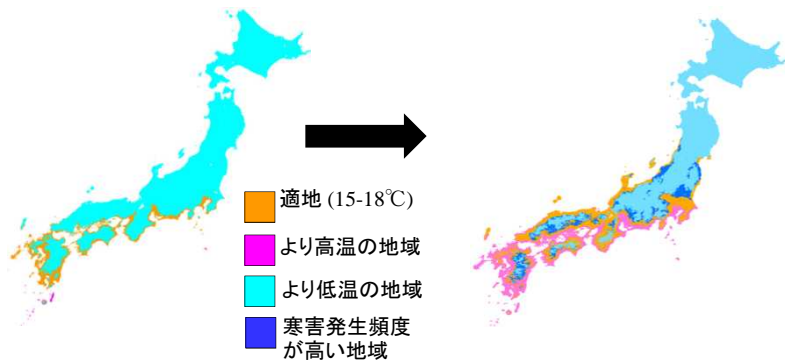 適地 (15-18℃)
より高温の地域
より低温の地域
寒害発生頻度
が高い地域